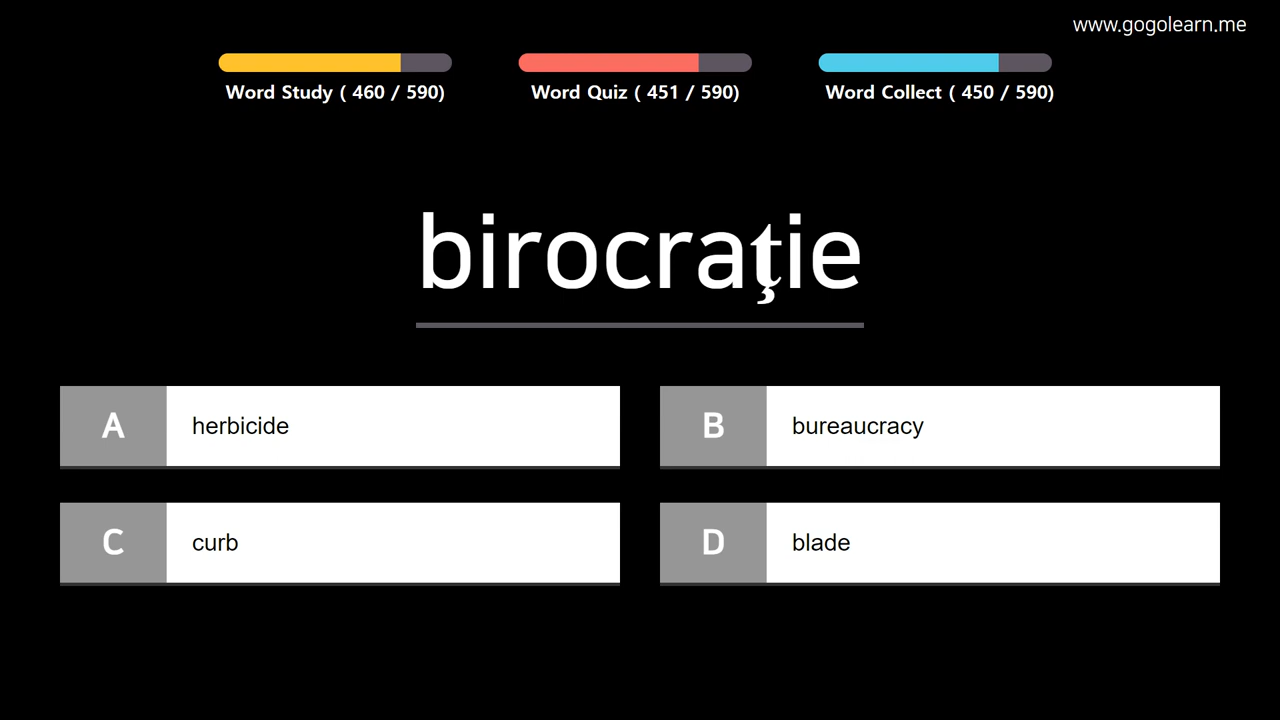 www.gogolearn.me
Word Study ( 460 / 590)
Word Quiz ( 451 / 590)
Word Collect ( 450 / 590)
birocraţie
A
herbicide
B
bureaucracy
C
curb
D
blade